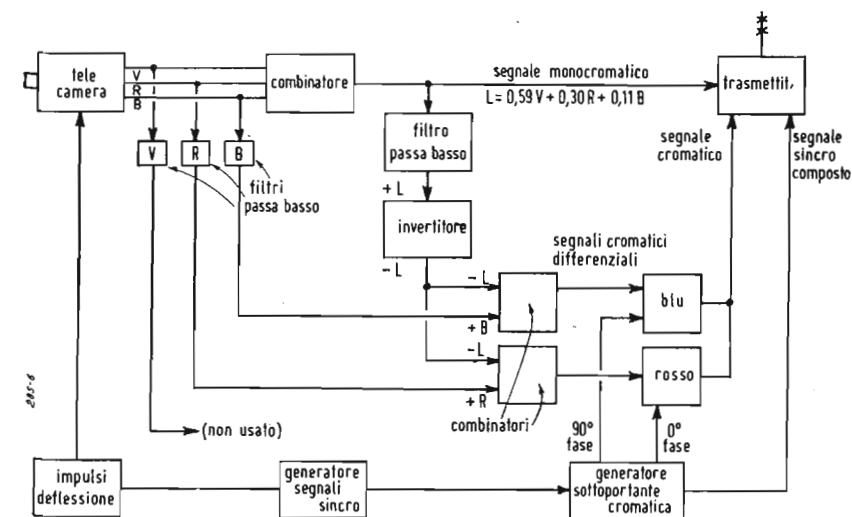 tele
camera
V
R
B
combinatore
segnale monocromatico
L = 0,59 V + 0,30 R + 0,11 B
trasmettit.
V
R
B
filtri
passa basso
filtro
passa basso
+ L
invertitore
- L
segnale
cromatico
segnale
sincro
composto
segnali cromatici
differenziali
- L
+ B
blu
- L
+ R
rosso
combinatori
90°
fase
0°
fase
(non usato)
impulsi
deflessione
generatore
segnali
sincro
generatore
sottoportante
cromatica
285-6